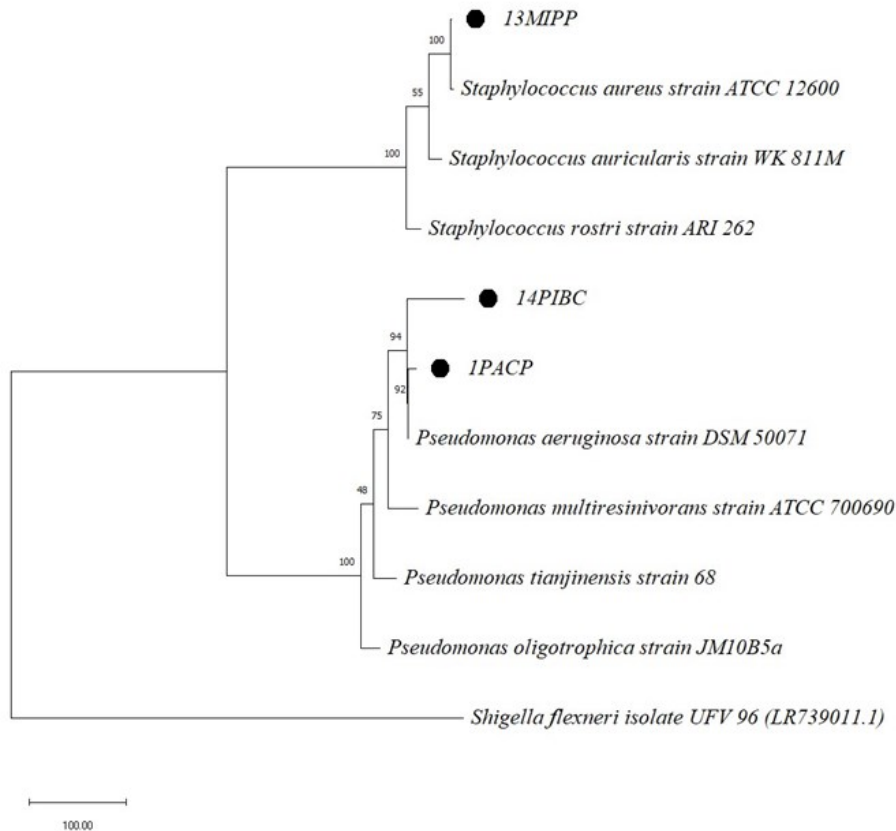 100
13MIPP
Staphylococcus aureus strain ATCC 12600
55
Staphylococcus auricularis strain WK 811M
100
Staphylococcus rostri strain ARI 262
14PIBC
94
1PACP
92
Pseudomonas aeruginosa strain DSM 50071
75
Pseudomonas multiresinivorans strain ATCC 700690
48
Pseudomonas tianjinensis strain 68
100
Pseudomonas oligotrophica strain JM10B5a
Shigella flexneri isolate UFV 96 (LR739011.1)
100.00